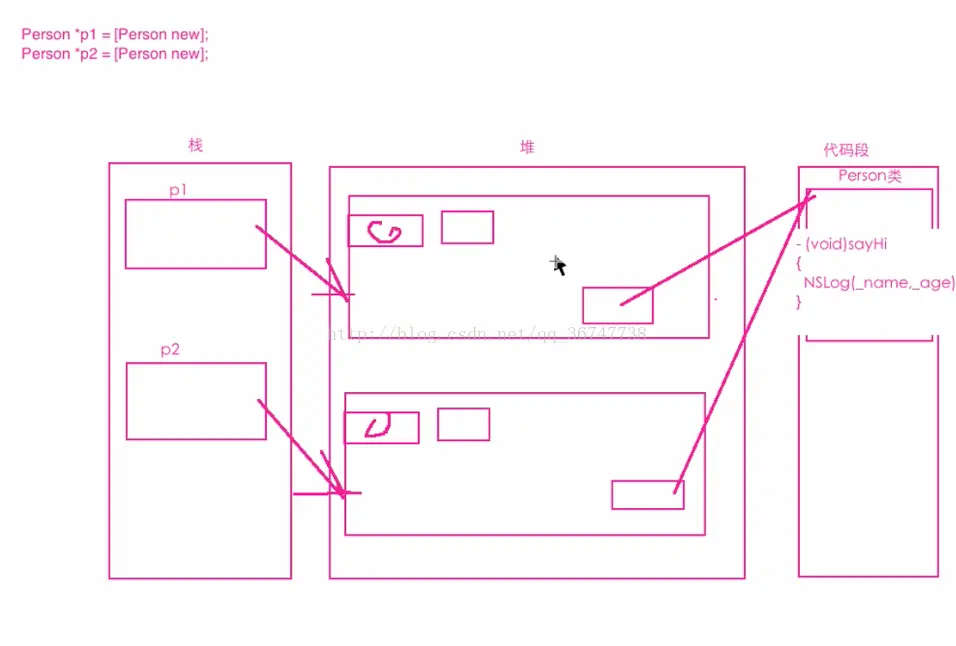 Person *p1 = [Person new];
Person *p2 = [Person new];
栈
堆
代码段
Person类
p1
- (void)sayHi
{
NSLog(_name,_age)
}
http://blog.csdn.net/qq_36747738
p2